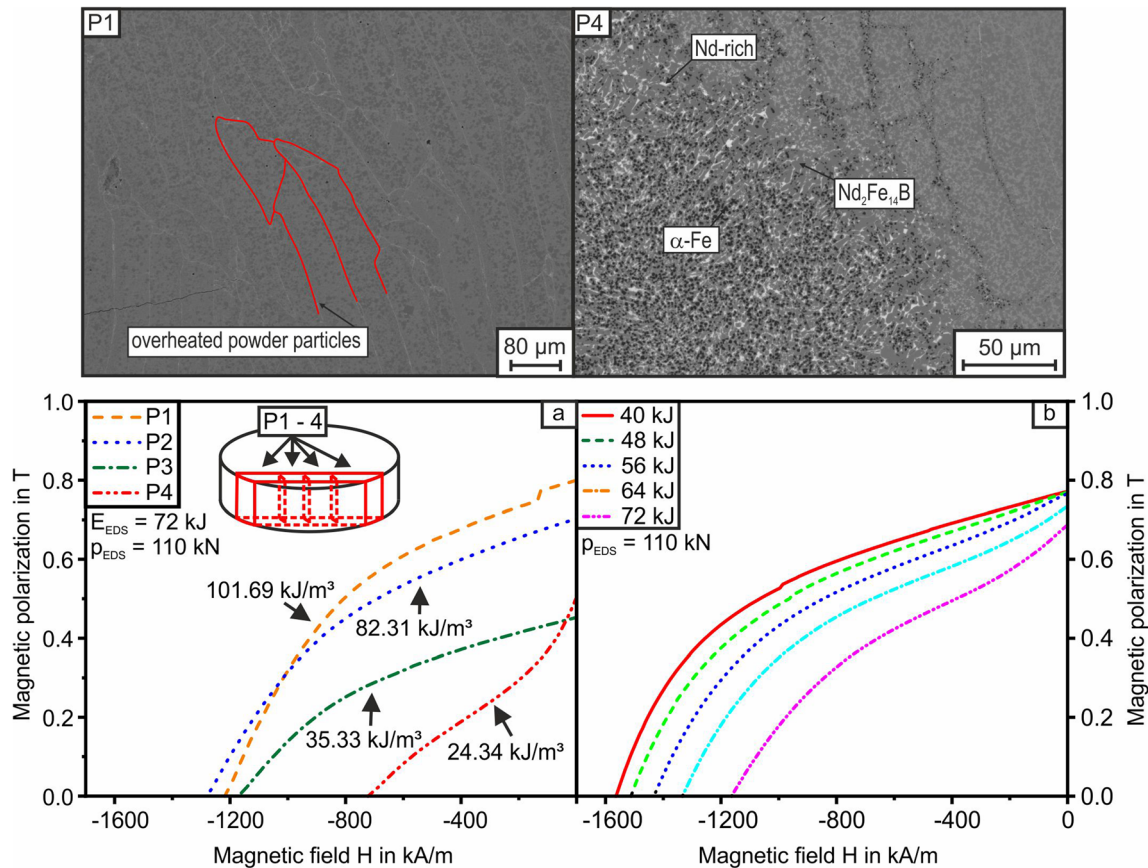 P1
overheated powder particles
80 µm
P4
Nd-rich
Nd₂Fe₁₄B
α-Fe
50 µm
Magnetic polarization in T
1.0
0.8
0.6
0.4
0.2
0.0
P1
P2
P3
P4
E_EDS = 72 kJ
p_EDS = 110 kN
P1 - 4
a
101.69 kJ/m³
82.31 kJ/m³
35.33 kJ/m³
24.34 kJ/m³
-1600
-1200
-800
-400
Magnetic field H in kA/m
40 kJ
48 kJ
56 kJ
64 kJ
72 kJ
p_EDS = 110 kN
b
1.0
0.8
0.6
0.4
0.2
0.0
Magnetic polarization in T
-1600
-1200
-800
-400
0
Magnetic field H in kA/m